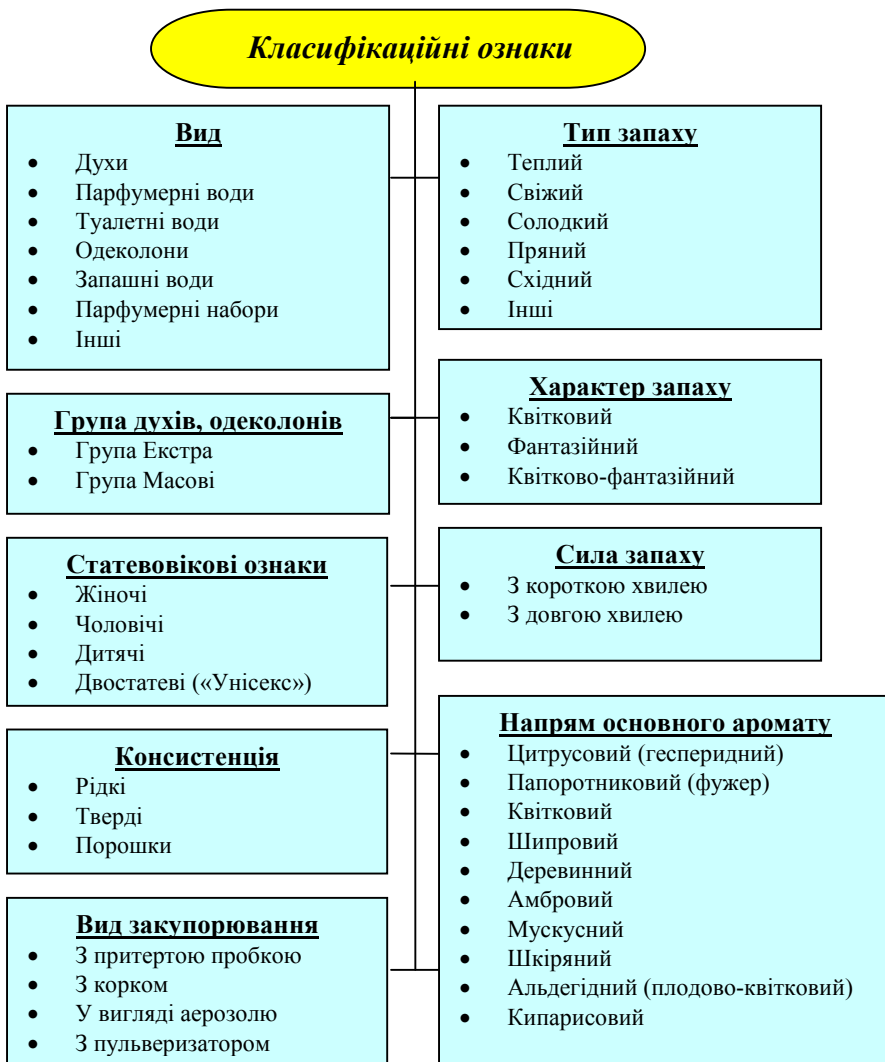 Класифікаційні ознаки
Вид
• Духи
• Парфумерні води
• Туалетні води
• Одеколони
• Запашні води
• Парфумерні набори
• Інші
Група духів, одеколонів
• Група Екстра
• Група Масові
Статевовікові ознаки
• Жіночі
• Чоловічі
• Дитячі
• Двостатеві («Унісекс»)
Консистенція
• Рідкі
• Тверді
• Порошки
Вид закупорювання
• З притертою пробкою
• З корком
• У вигляді аерозолю
• З пульверизатором
Тип запаху
• Теплий
• Свіжий
• Солодкий
• Пряний
• Східний
• Інші
Характер запаху
• Квітковий
• Фантазійний
• Квітково-фантазійний
Сила запаху
• З короткою хвилею
• З довгою хвилею
Напрям основного аромату
• Цитрусовий (гесперидний)
• Папоротниковий (фужер)
• Квітковий
• Шипровий
• Деревинний
• Амбровий
• Мускусний
• Шкіряний
• Альдегідний (плодово-квітковий)
• Кипарисовий